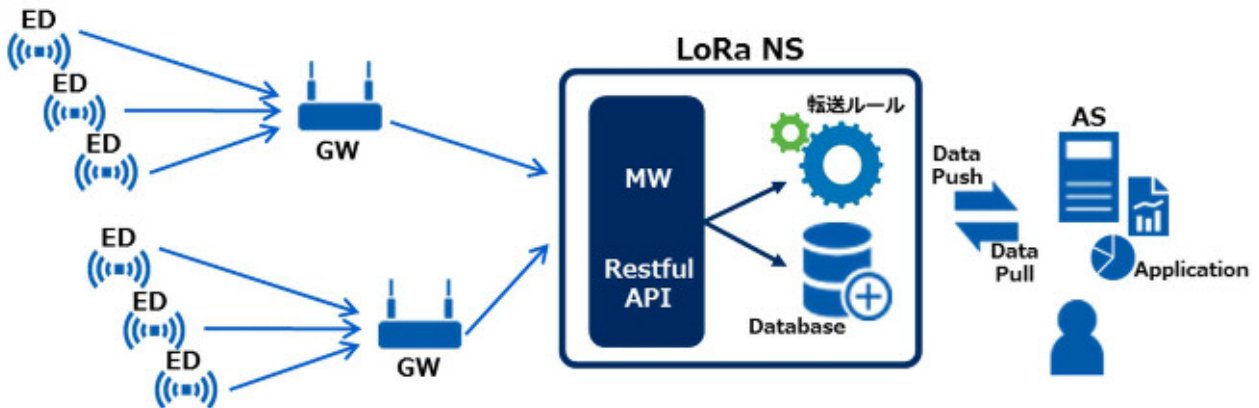 ED
ED
ED
GW
ED
ED
ED
GW
LoRa NS
MW
Restful
API
転送ルール
Database
Data
Push
Data
Pull
AS
Application